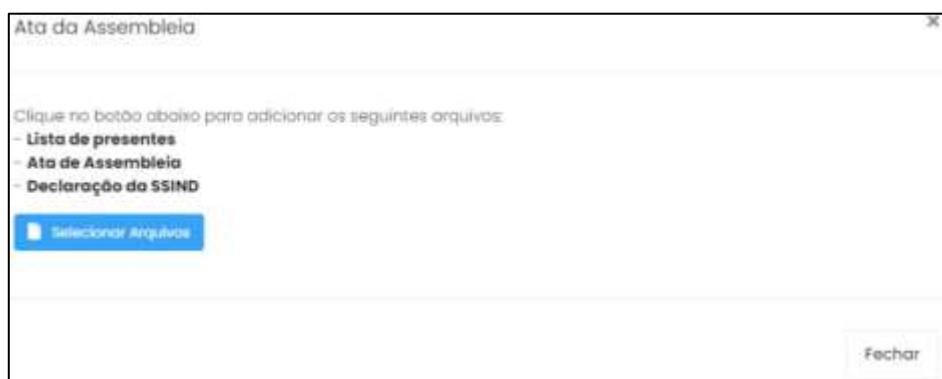 Ata da Assembleia
×
Clique no botão abaixo para adicionar os seguintes arquivos:
- Lista de presentes
- Ata de Assembleia
- Declaração da SSIND
Selecionar Arquivos
Fechar